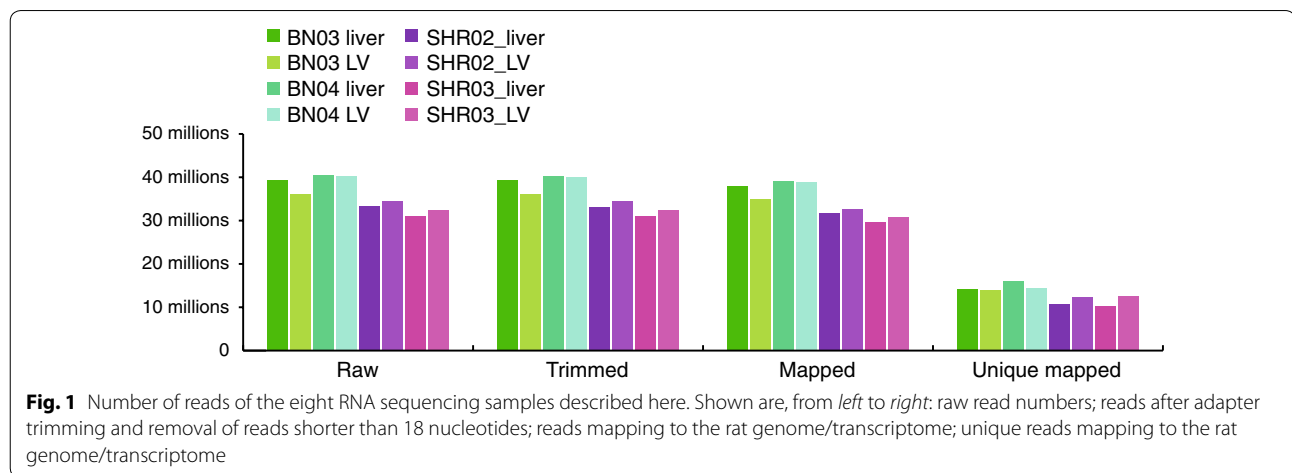 BN03 liver SHR02_liver
BN03 LV SHR02_LV
BN04 liver SHR03_liver
BN04 LV SHR03_LV
50 millions
40 millions
30 millions
20 millions
10 millions
0
Raw Trimmed Mapped Unique mapped
Fig. 1 Number of reads of the eight RNA sequencing samples described here. Shown are, from left to right: raw read numbers; reads after adapter
trimming and removal of reads shorter than 18 nucleotides; reads mapping to the rat genome/transcriptome; unique reads mapping to the rat
genome/transcriptome